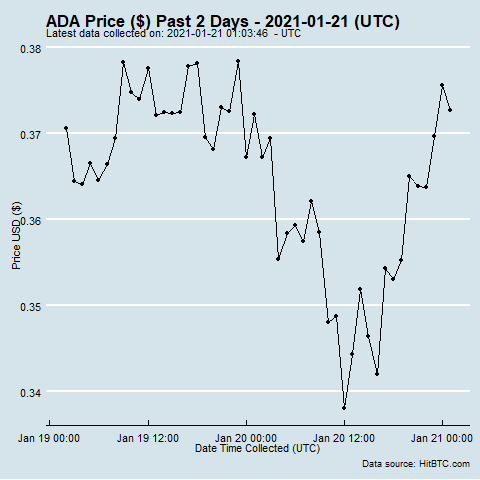 ADA Price ($) Past 2 Days - 2021-01-21 (UTC)
Latest data collected on: 2021-01-21 01:03:46  - UTC
0.38
0.37
0.36
0.35
0.34
Price USD ($)
Jan 19 00:00 Jan 19 12:00 Jan 20 00:00 Jan 20 12:00 Jan 21 00:00
Date Time Collected (UTC)
Data source: HitBTC.com